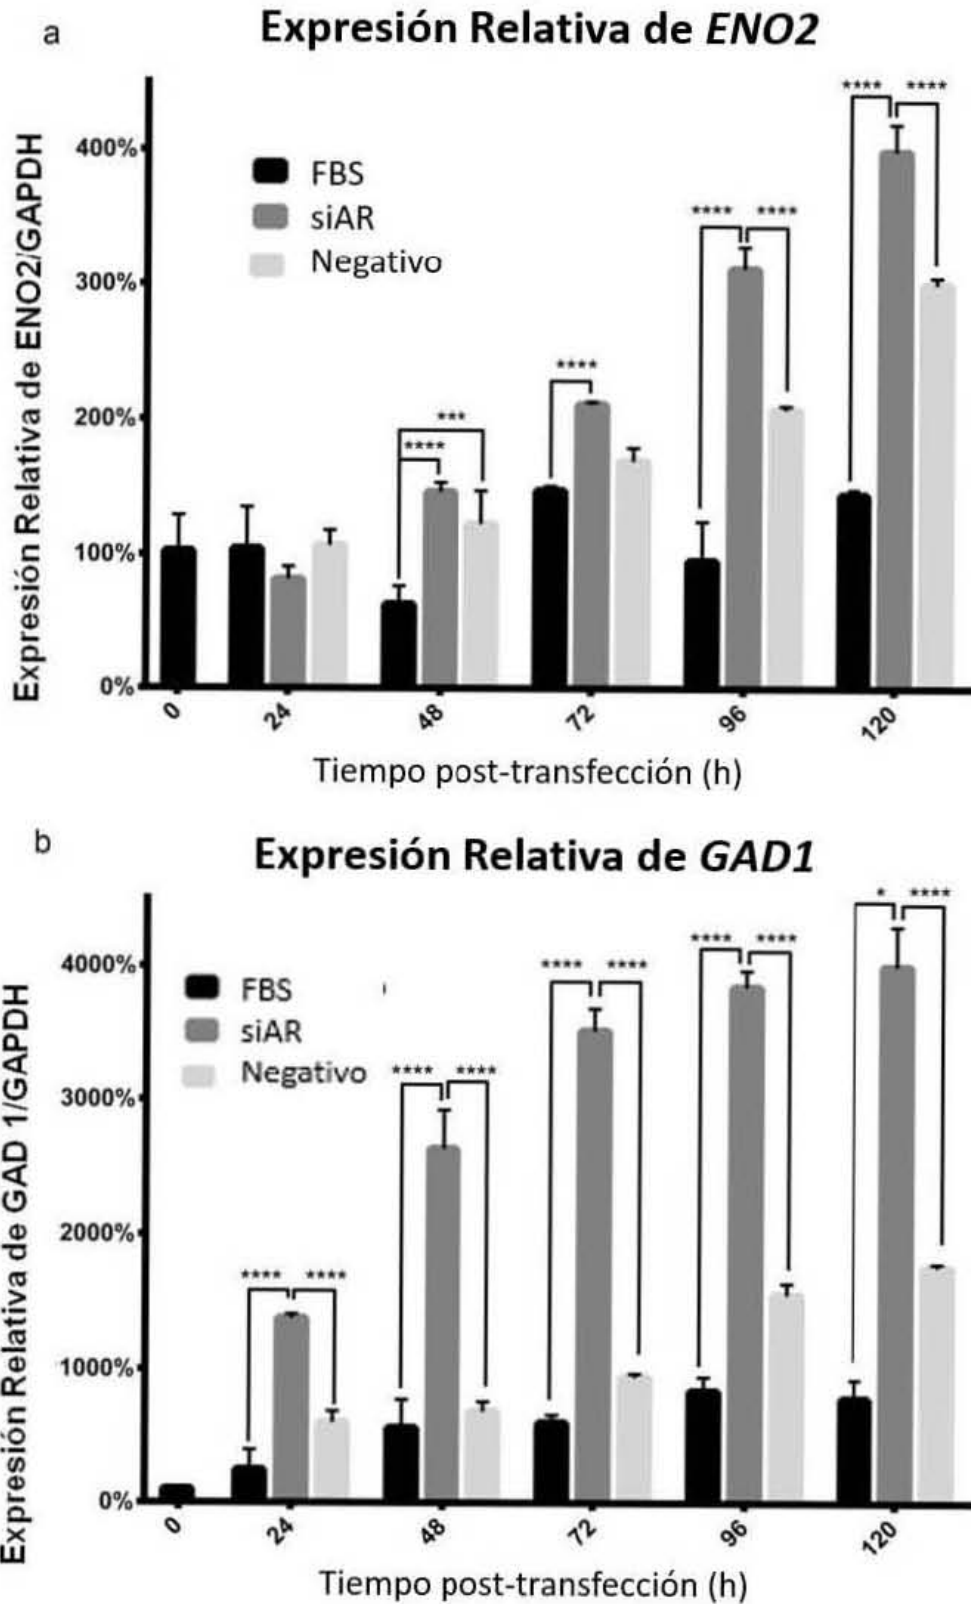 a
Expresión Relativa de ENO2
Expresión Relativa de ENO2/GAPDH
400%
300%
200%
100%
0%
FBS
siAR
Negativo
**** ****
**** ****
****
***
****
0 24 48 72 96 120
Tiempo post-transfección (h)
b
Expresión Relativa de GAD1
Expresión Relativa de GAD 1/GAPDH
4000%
3000%
2000%
1000%
0%
FBS
siAR
Negativo
* ****
**** ****
**** ****
**** ****
**** ****
0 24 48 72 96 120
Tiempo post-transfección (h)